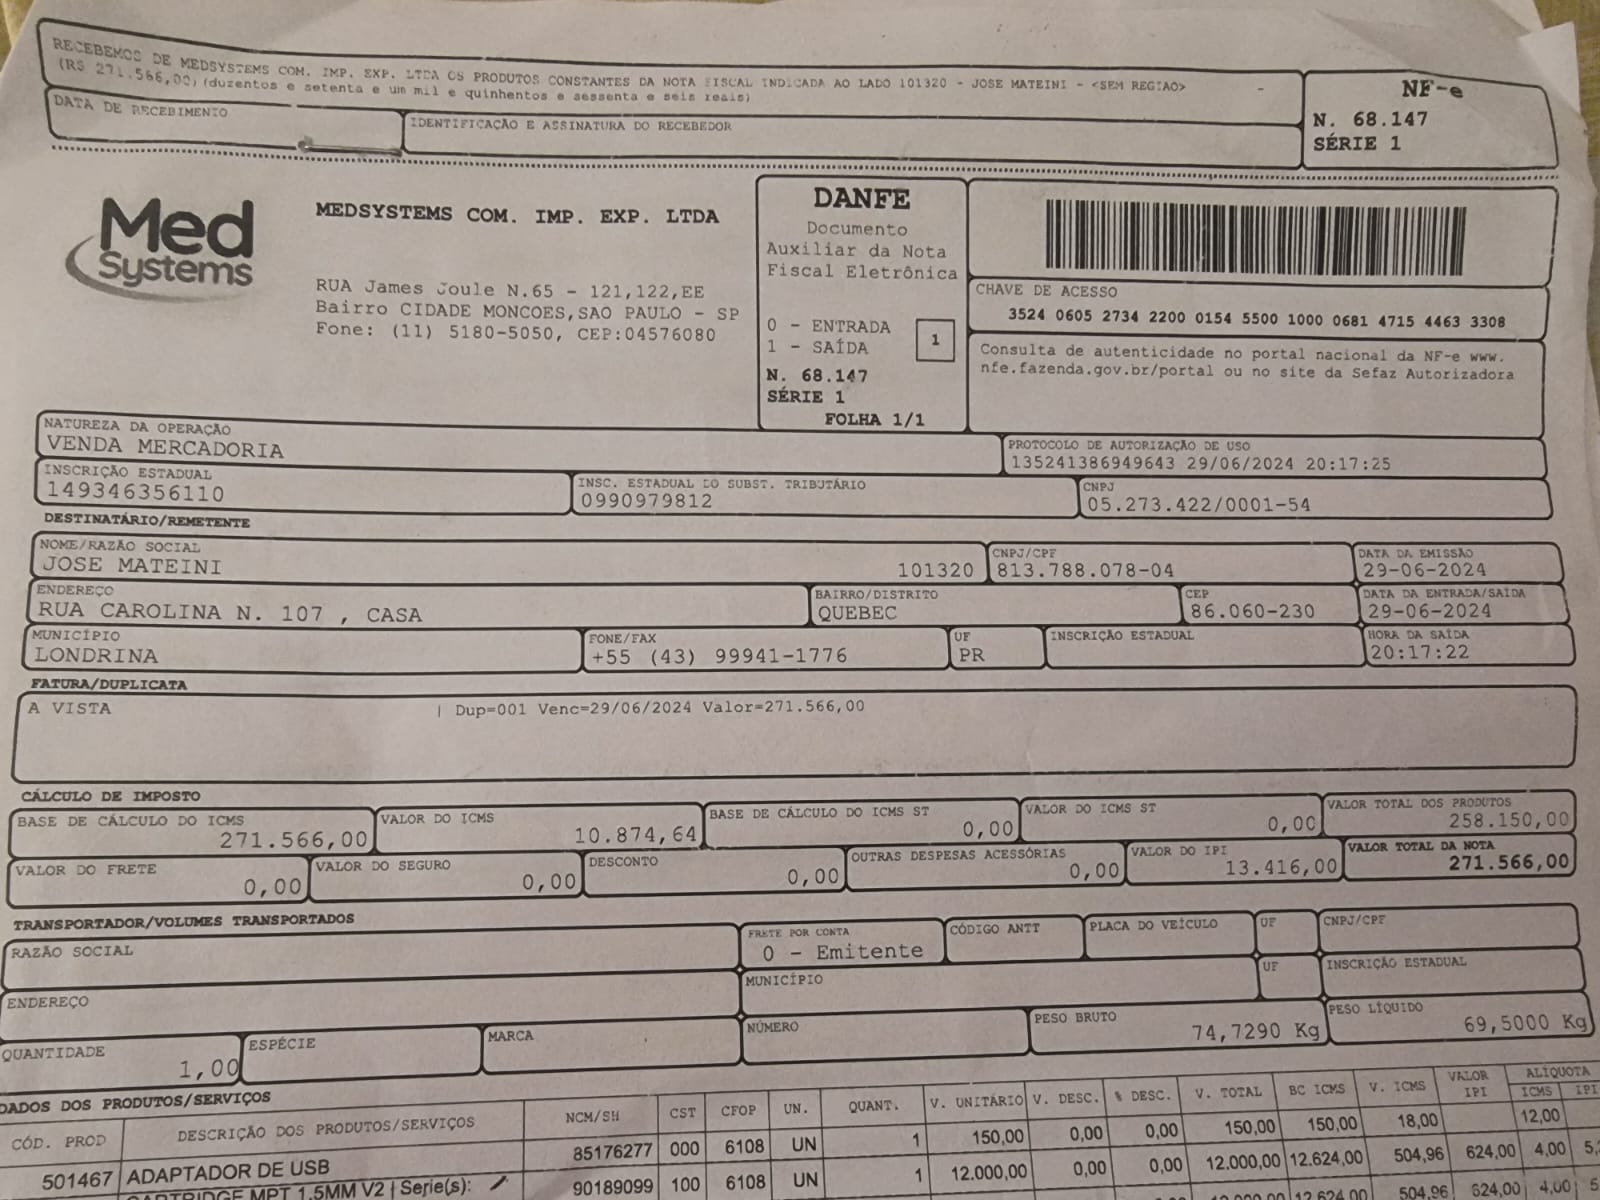 RECEBEMOS DE MEDSYSTEMS COM. IMP. EXP. LTDA OS PRODUTOS CONSTANTES DA NOTA FISCAL INDICADA AO LADO 101320 - JOSE MATEINI - <SEM REGIAO> -
(R$ 271.566,00) (duzentos e setenta e um mil e quinhentos e sessenta e seis reais)
DATA DE RECEBIMENTO
IDENTIFICAÇÃO E ASSINATURA DO RECEBEDOR
NF-e
N. 68.147
SÉRIE 1
Med
Systems
MEDSYSTEMS COM. IMP. EXP. LTDA
RUA James Joule N.65 - 121,122,EE
Bairro CIDADE MONCOES,SAO PAULO - SP
Fone: (11) 5180-5050, CEP:04576080
DANFE
Documento
Auxiliar da Nota
Fiscal Eletrônica
0 - ENTRADA
1 - SAÍDA
1
N. 68.147
SÉRIE 1
FOLHA 1/1
CHAVE DE ACESSO
3524 0605 2734 2200 0154 5500 1000 0681 4715 4463 3308
Consulta de autenticidade no portal nacional da NF-e www.
nfe.fazenda.gov.br/portal ou no site da Sefaz Autorizadora
NATUREZA DA OPERAÇÃO
VENDA MERCADORIA
PROTOCOLO DE AUTORIZAÇÃO DE USO
135241386949643 29/06/2024 20:17:25
INSCRIÇÃO ESTADUAL
149346356110
INSC. ESTADUAL DO SUBST. TRIBUTÁRIO
0990979812
CNPJ
05.273.422/0001-54
DESTINATÁRIO/REMETENTE
NOME/RAZÃO SOCIAL
JOSE MATEINI 101320
CNPJ/CPF
813.788.078-04
DATA DA EMISSÃO
29-06-2024
ENDEREÇO
RUA CAROLINA N. 107 , CASA
BAIRRO/DISTRITO
QUEBEC
CEP
86.060-230
DATA DA ENTRADA/SAÍDA
29-06-2024
MUNICÍPIO
LONDRINA
FONE/FAX
+55 (43) 99941-1776
UF
PR
INSCRIÇÃO ESTADUAL
HORA DA SAÍDA
20:17:22
FATURA/DUPLICATA
A VISTA | Dup=001 Venc=29/06/2024 Valor=271.566,00
CÁLCULO DE IMPOSTO
BASE DE CÁLCULO DO ICMS
271.566,00
VALOR DO ICMS
10.874,64
BASE DE CÁLCULO DO ICMS ST
0,00
VALOR DO ICMS ST
0,00
VALOR TOTAL DOS PRODUTOS
258.150,00
VALOR DO FRETE
0,00
VALOR DO SEGURO
0,00
DESCONTO
0,00
OUTRAS DESPESAS ACESSÓRIAS
0,00
VALOR DO IPI
13.416,00
VALOR TOTAL DA NOTA
271.566,00
TRANSPORTADOR/VOLUMES TRANSPORTADOS
RAZÃO SOCIAL
FRETE POR CONTA
0 - Emitente
CÓDIGO ANTT
PLACA DO VEÍCULO
UF
CNPJ/CPF
ENDEREÇO
MUNICÍPIO
UF
INSCRIÇÃO ESTADUAL
QUANTIDADE
1,00
ESPÉCIE
MARCA
NÚMERO
PESO BRUTO
74,7290 Kg
PESO LÍQUIDO
69,5000 Kg
DADOS DOS PRODUTOS/SERVIÇOS
CÓD. PROD DESCRIÇÃO DOS PRODUTOS/SERVIÇOS NCM/SH CST CFOP UN. QUANT. V. UNITÁRIO V. DESC. % DESC. V. TOTAL BC ICMS V. ICMS VALOR IPI ALÍQUOTA ICMS IPI
501467 ADAPTADOR DE USB 85176277 000 6108 UN 1 150,00 0,00 0,00 150,00 150,00 18,00 12,00
CARTRIDGE MPT 1,5MM V2 | Serie(s): 90189099 100 6108 UN 1 12.000,00 0,00 0,00 12.000,00 12.624,00 504,96 624,00 4,00
12.624,00 504,96 624,00 4,00